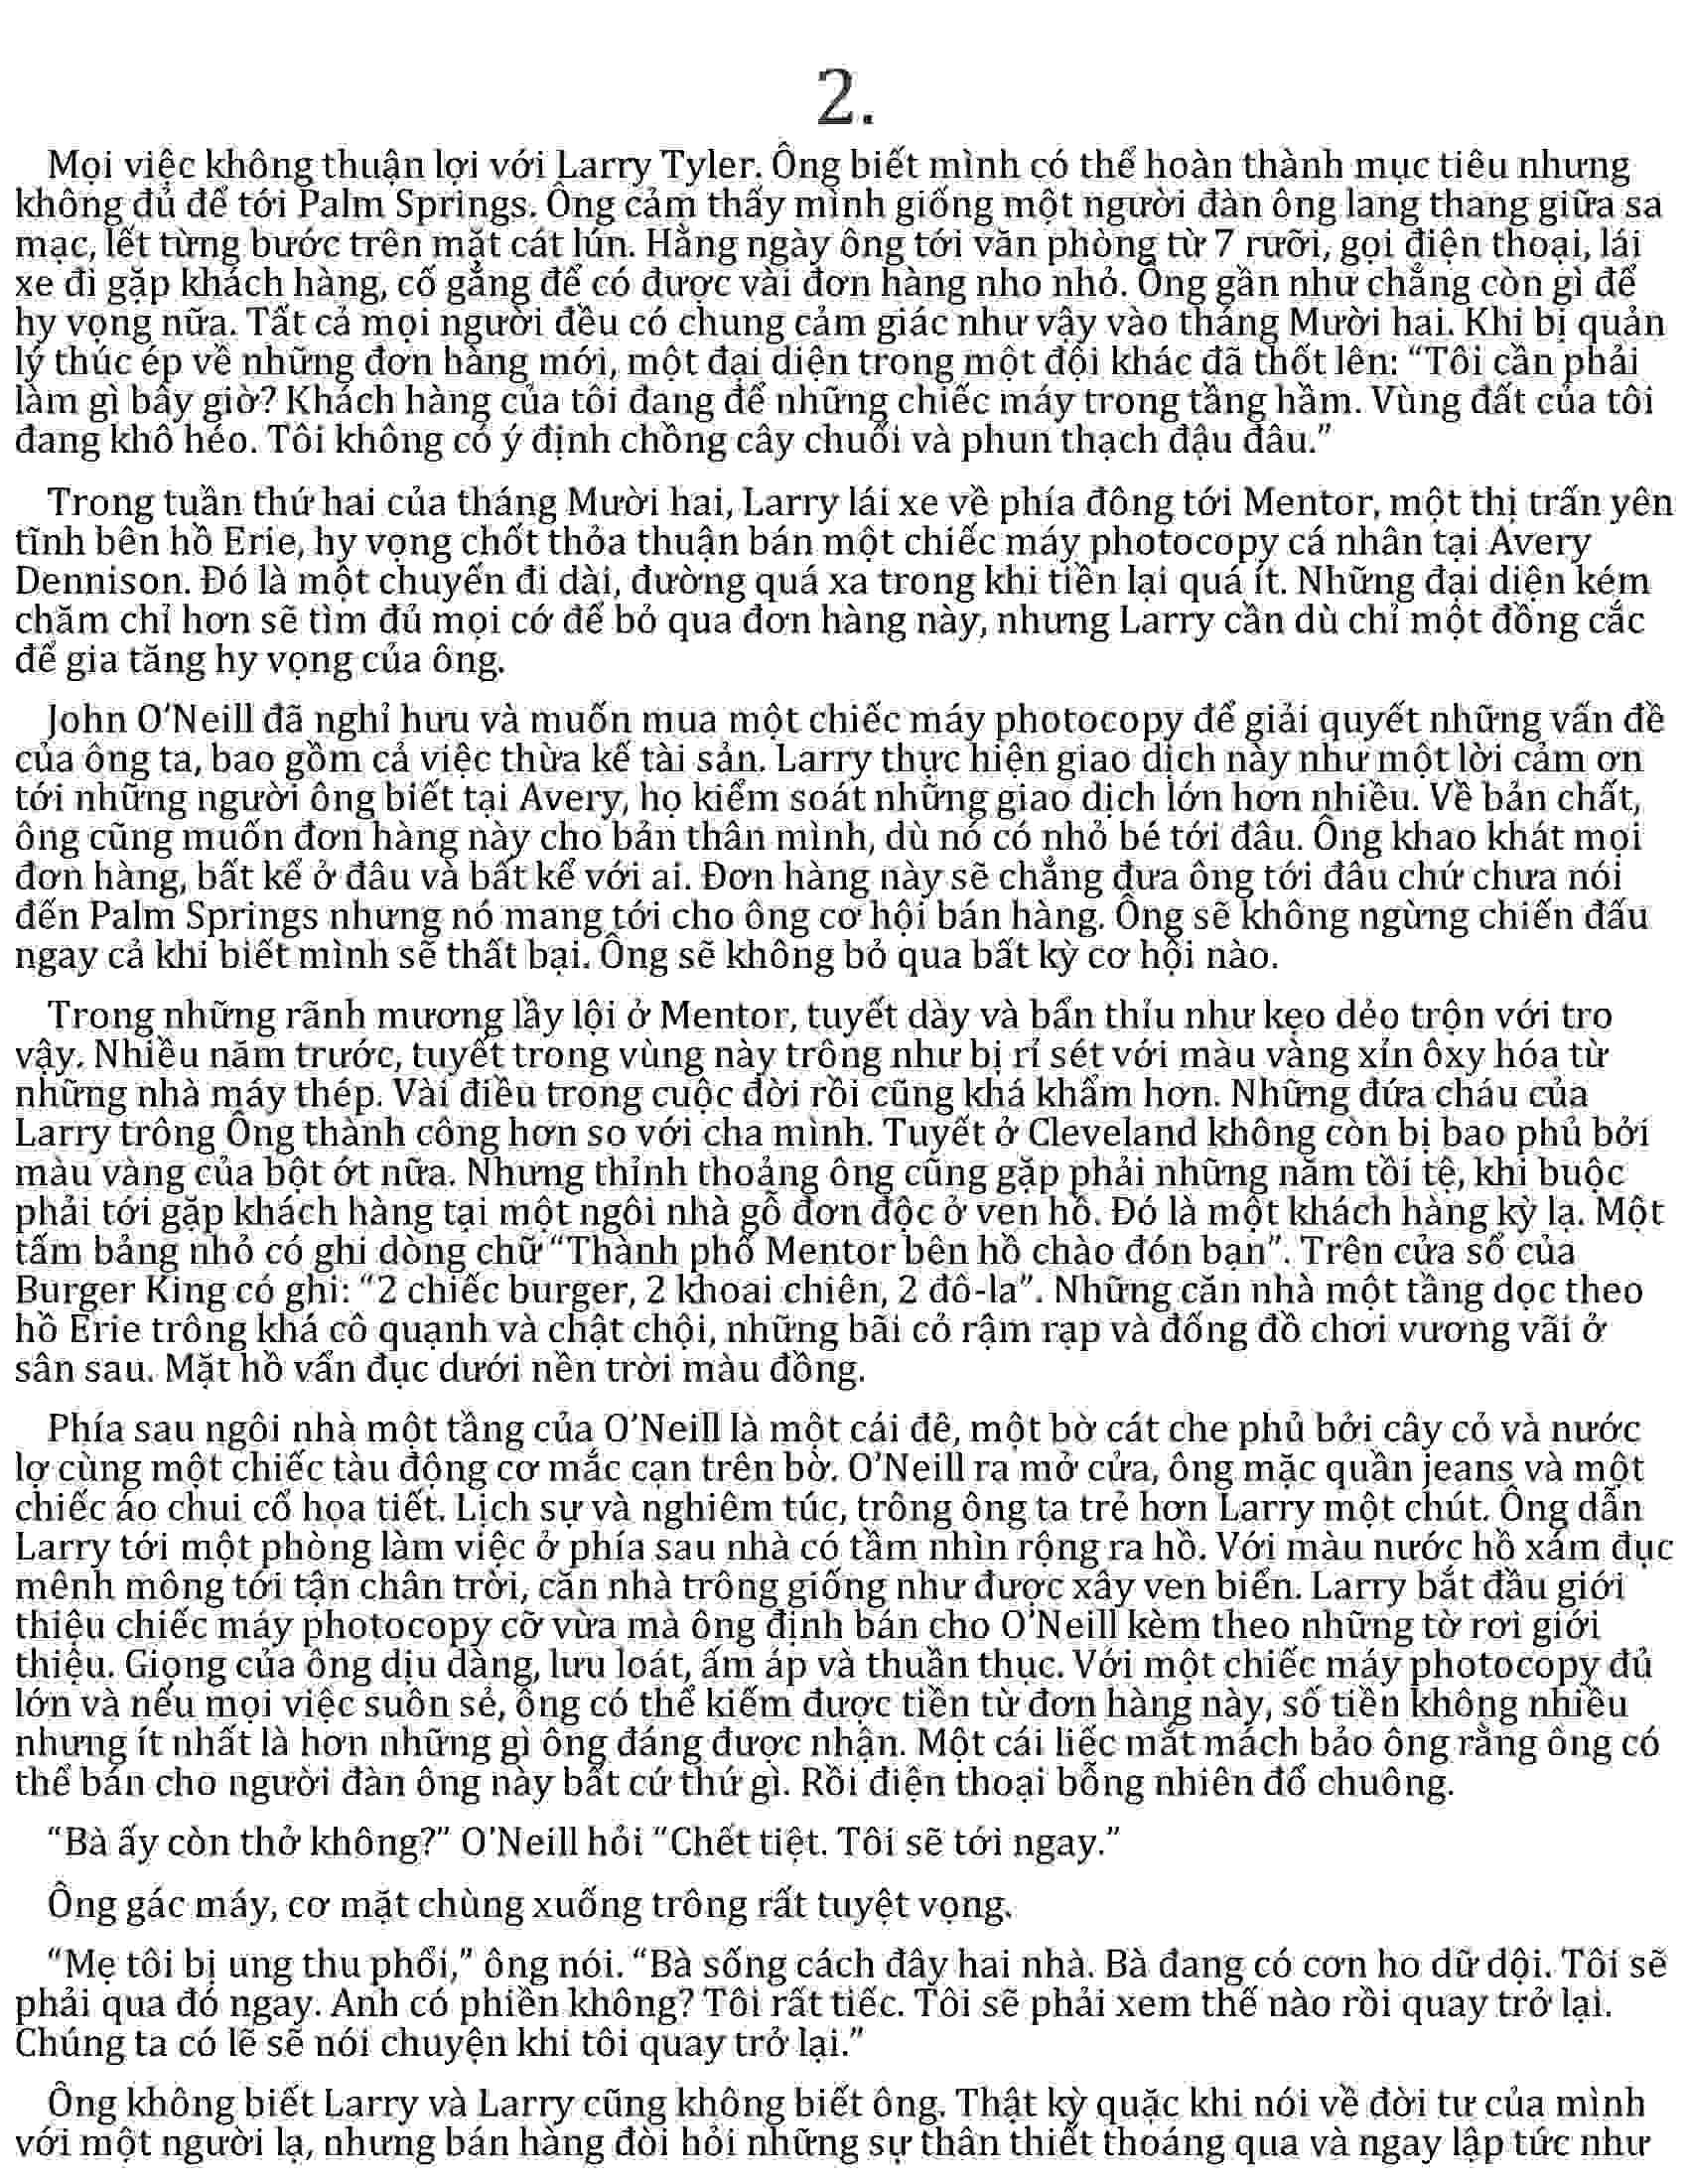 2.
Mọi việc không thuận lợi với Larry Tyler. Ông biết mình có thể hoàn thành mục tiêu nhưng
không đủ để tới Palm Springs. Ông cảm thấy mình giống một người đàn ông lang thang giữa sa
mạc, lết từng bước trên mặt cát lún. Hằng ngày ông tới văn phòng từ 7 rưỡi, gọi điện thoại, lái
xe đi gặp khách hàng, cố gắng để có được vài đơn hàng nho nhỏ. Ông gần như chẳng còn gì để
hy vọng nữa. Tất cả mọi người đều có chung cảm giác như vậy vào tháng Mười hai. Khi bị quản
lý thúc ép về những đơn hàng mới, một đại diện trong một đội khác đã thốt lên: “Tôi cần phải
làm gì bây giờ? Khách hàng của tôi đang để những chiếc máy trong tầng hầm. Vùng đất của tôi
đang khô héo. Tôi không có ý định chồng cây chuối và phun thạch đậu đâu.”
Trong tuần thứ hai của tháng Mười hai, Larry lái xe về phía đông tới Mentor, một thị trấn yên
tĩnh bên hồ Erie, hy vọng chốt thỏa thuận bán một chiếc máy photocopy cá nhân tại Avery
Dennison. Đó là một chuyến đi dài, đường quá xa trong khi tiền lại quá ít. Những đại diện kém
chăm chỉ hơn sẽ tìm đủ mọi cớ để bỏ qua đơn hàng này, nhưng Larry cần dù chỉ một đồng cắc
để gia tăng hy vọng của ông.
John O’Neill đã nghỉ hưu và muốn mua một chiếc máy photocopy để giải quyết những vấn đề
của ông ta, bao gồm cả việc thừa kế tài sản. Larry thực hiện giao dịch này như một lời cảm ơn
tới những người ông biết tại Avery, họ kiểm soát những giao dịch lớn hơn nhiều. Về bản chất,
ông cũng muốn đơn hàng này cho bản thân mình, dù nó có nhỏ bé tới đâu. Ông khao khát mọi
đơn hàng, bất kể ở đâu và bất kể với ai. Đơn hàng này sẽ chẳng đưa ông tới đâu chứ chưa nói
đến Palm Springs nhưng nó mang tới cho ông cơ hội bán hàng. Ông sẽ không ngừng chiến đấu
ngay cả khi biết mình sẽ thất bại. Ông sẽ không bỏ qua bất kỳ cơ hội nào.
Trong những rãnh mương lầy lội ở Mentor, tuyết dày và bẩn thỉu như kẹo dẻo trộn với tro
vậy. Nhiều năm trước, tuyết trong vùng này trông như bị rỉ sét với màu vàng xỉn ôxy hóa từ
những nhà máy thép. Vài điều trong cuộc đời rồi cũng khá khẩm hơn. Những đứa cháu của
Larry trông Ông thành công hơn so với cha mình. Tuyết ở Cleveland không còn bị bao phủ bởi
màu vàng của bột ớt nữa. Nhưng thỉnh thoảng ông cũng gặp phải những năm tồi tệ, khi buộc
phải tới gặp khách hàng tại một ngôi nhà gỗ đơn độc ở ven hồ. Đó là một khách hàng kỳ lạ. Một
tấm bảng nhỏ có ghi dòng chữ “Thành phố Mentor bên hồ chào đón bạn”. Trên cửa sổ của
Burger King có ghi: “2 chiếc burger, 2 khoai chiên, 2 đô-la”. Những căn nhà một tầng dọc theo
hồ Erie trông khá cô quạnh và chật chội, những bãi cỏ rậm rạp và đống đồ chơi vương vãi ở
sân sau. Mặt hồ vẩn đục dưới nền trời màu đồng.
Phía sau ngôi nhà một tầng của O’Neill là một cái đê, một bờ cát che phủ bởi cây cỏ và nước
lợ cùng một chiếc tàu động cơ mắc cạn trên bờ. O’Neill ra mở cửa, ông mặc quần jeans và một
chiếc áo chui cổ họa tiết. Lịch sự và nghiêm túc, trông ông ta trẻ hơn Larry một chút. Ông dẫn
Larry tới một phòng làm việc ở phía sau nhà có tầm nhìn rộng ra hồ. Với màu nước hồ xám đục
mênh mông tới tận chân trời, căn nhà trông giống như được xây ven biển. Larry bắt đầu giới
thiệu chiếc máy photocopy cỡ vừa mà ông định bán cho O’Neill kèm theo những tờ rơi giới
thiệu. Giọng của ông dịu dàng, lưu loát, ấm áp và thuần thục. Với một chiếc máy photocopy đủ
lớn và nếu mọi việc suôn sẻ, ông có thể kiếm được tiền từ đơn hàng này, số tiền không nhiều
nhưng ít nhất là hơn những gì ông đáng được nhận. Một cái liếc mắt mách bảo ông rằng ông có
thể bán cho người đàn ông này bất cứ thứ gì. Rồi điện thoại bỗng nhiên đổ chuông.
“Bà ấy còn thở không?” O’Neill hỏi “Chết tiệt. Tôi sẽ tới ngay.”
Ông gác máy, cơ mặt chùng xuống trông rất tuyệt vọng.
“Mẹ tôi bị ung thu phổi,” ông nói. “Bà sống cách đây hai nhà. Bà đang có cơn ho dữ dội. Tôi sẽ
phải qua đó ngay. Anh có phiền không? Tôi rất tiếc. Tôi sẽ phải xem thế nào rồi quay trở lại.
Chúng ta có lẽ sẽ nói chuyện khi tôi quay trở lại.”
Ông không biết Larry và Larry cũng không biết ông. Thật kỳ quặc khi nói về đời tư của mình
với một người lạ, nhưng bán hàng đòi hỏi những sự thân thiết thoáng qua và ngay lập tức như